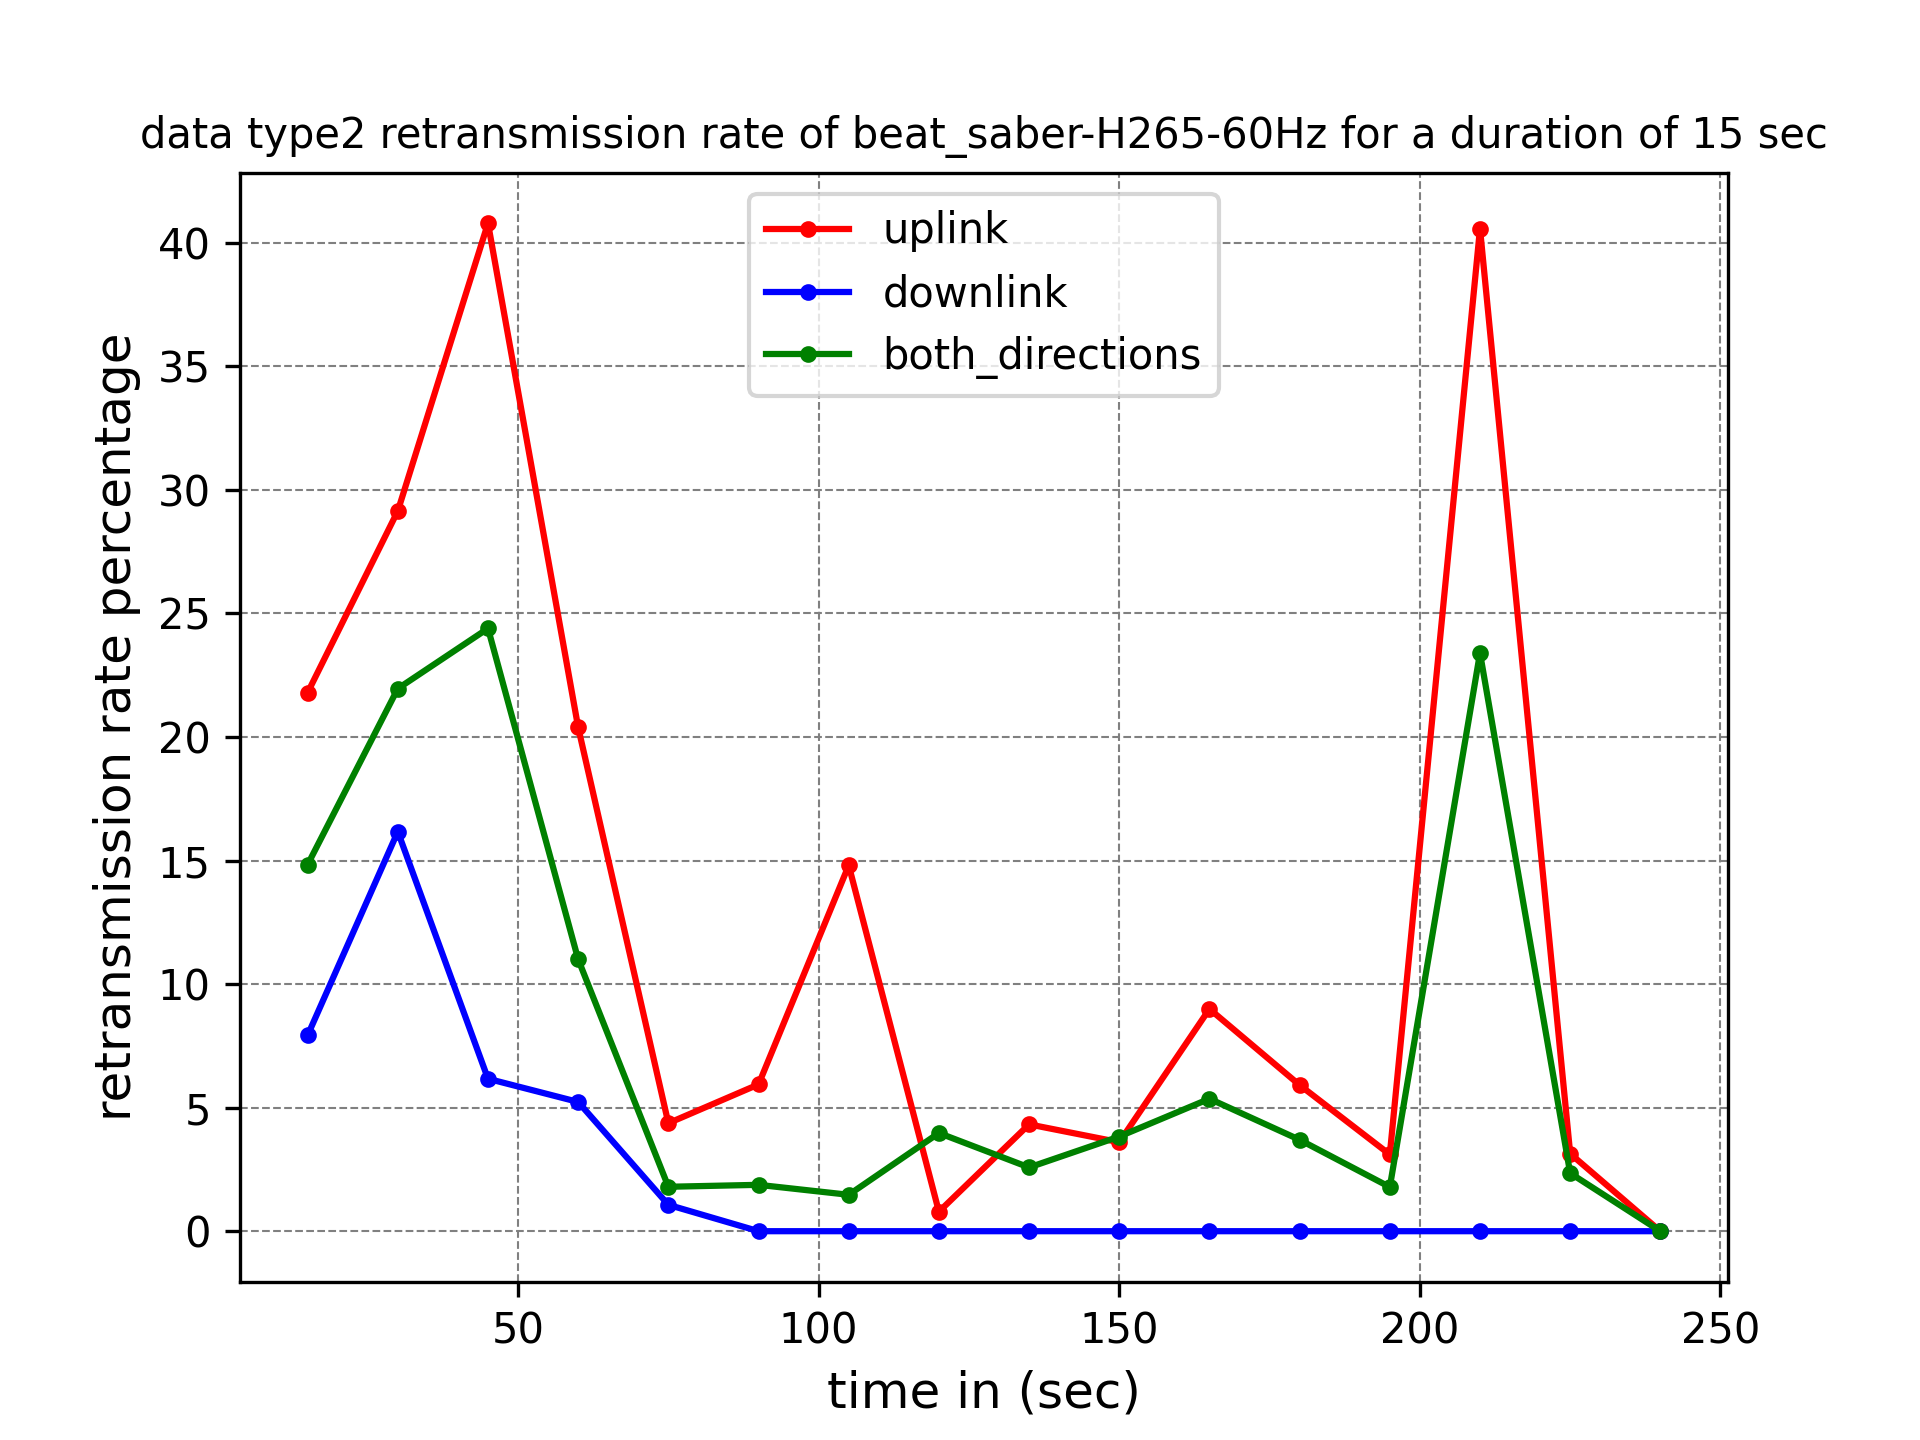 data type2 retransmission rate of beat_saber-H265-60Hz for a duration of 15 sec
uplink
downlink
both_directions
retransmission rate percentage
40
35
30
25
20
15
10
5
0
50 100 150 200 250
time in (sec)